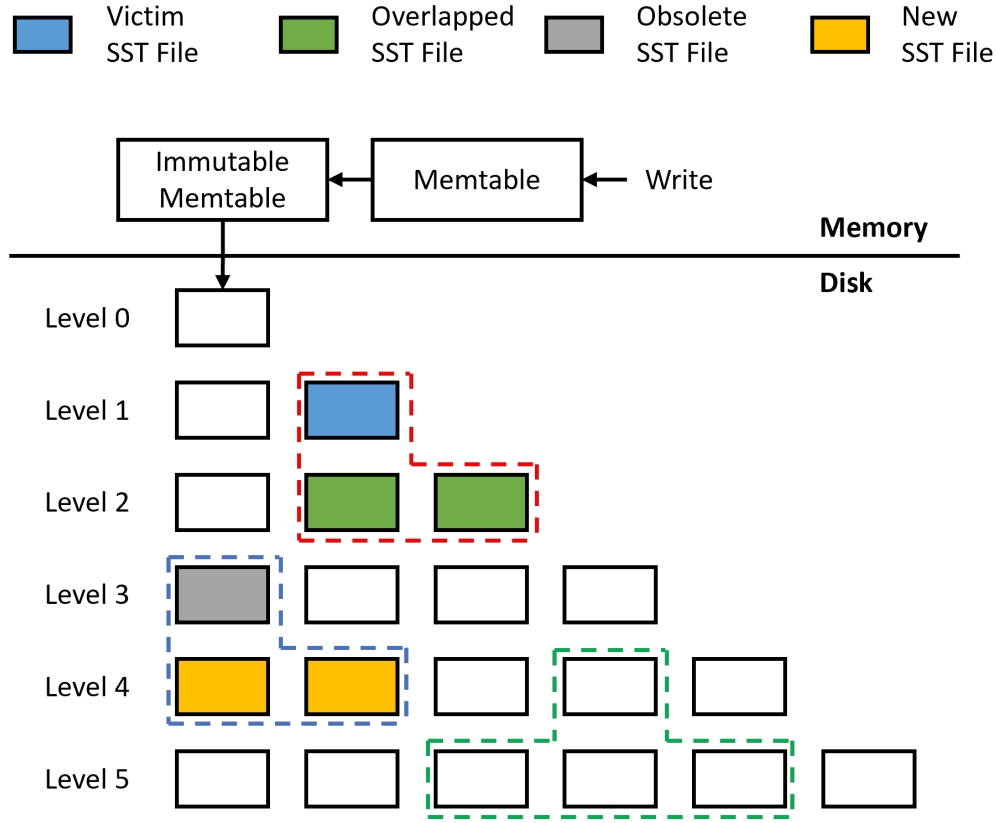 Victim
SST File
Overlapped
SST File
Obsolete
SST File
New
SST File
Immutable
Memtable
Memtable
Write
Memory
Disk
Level 0
Level 1
Level 2
Level 3
Level 4
Level 5